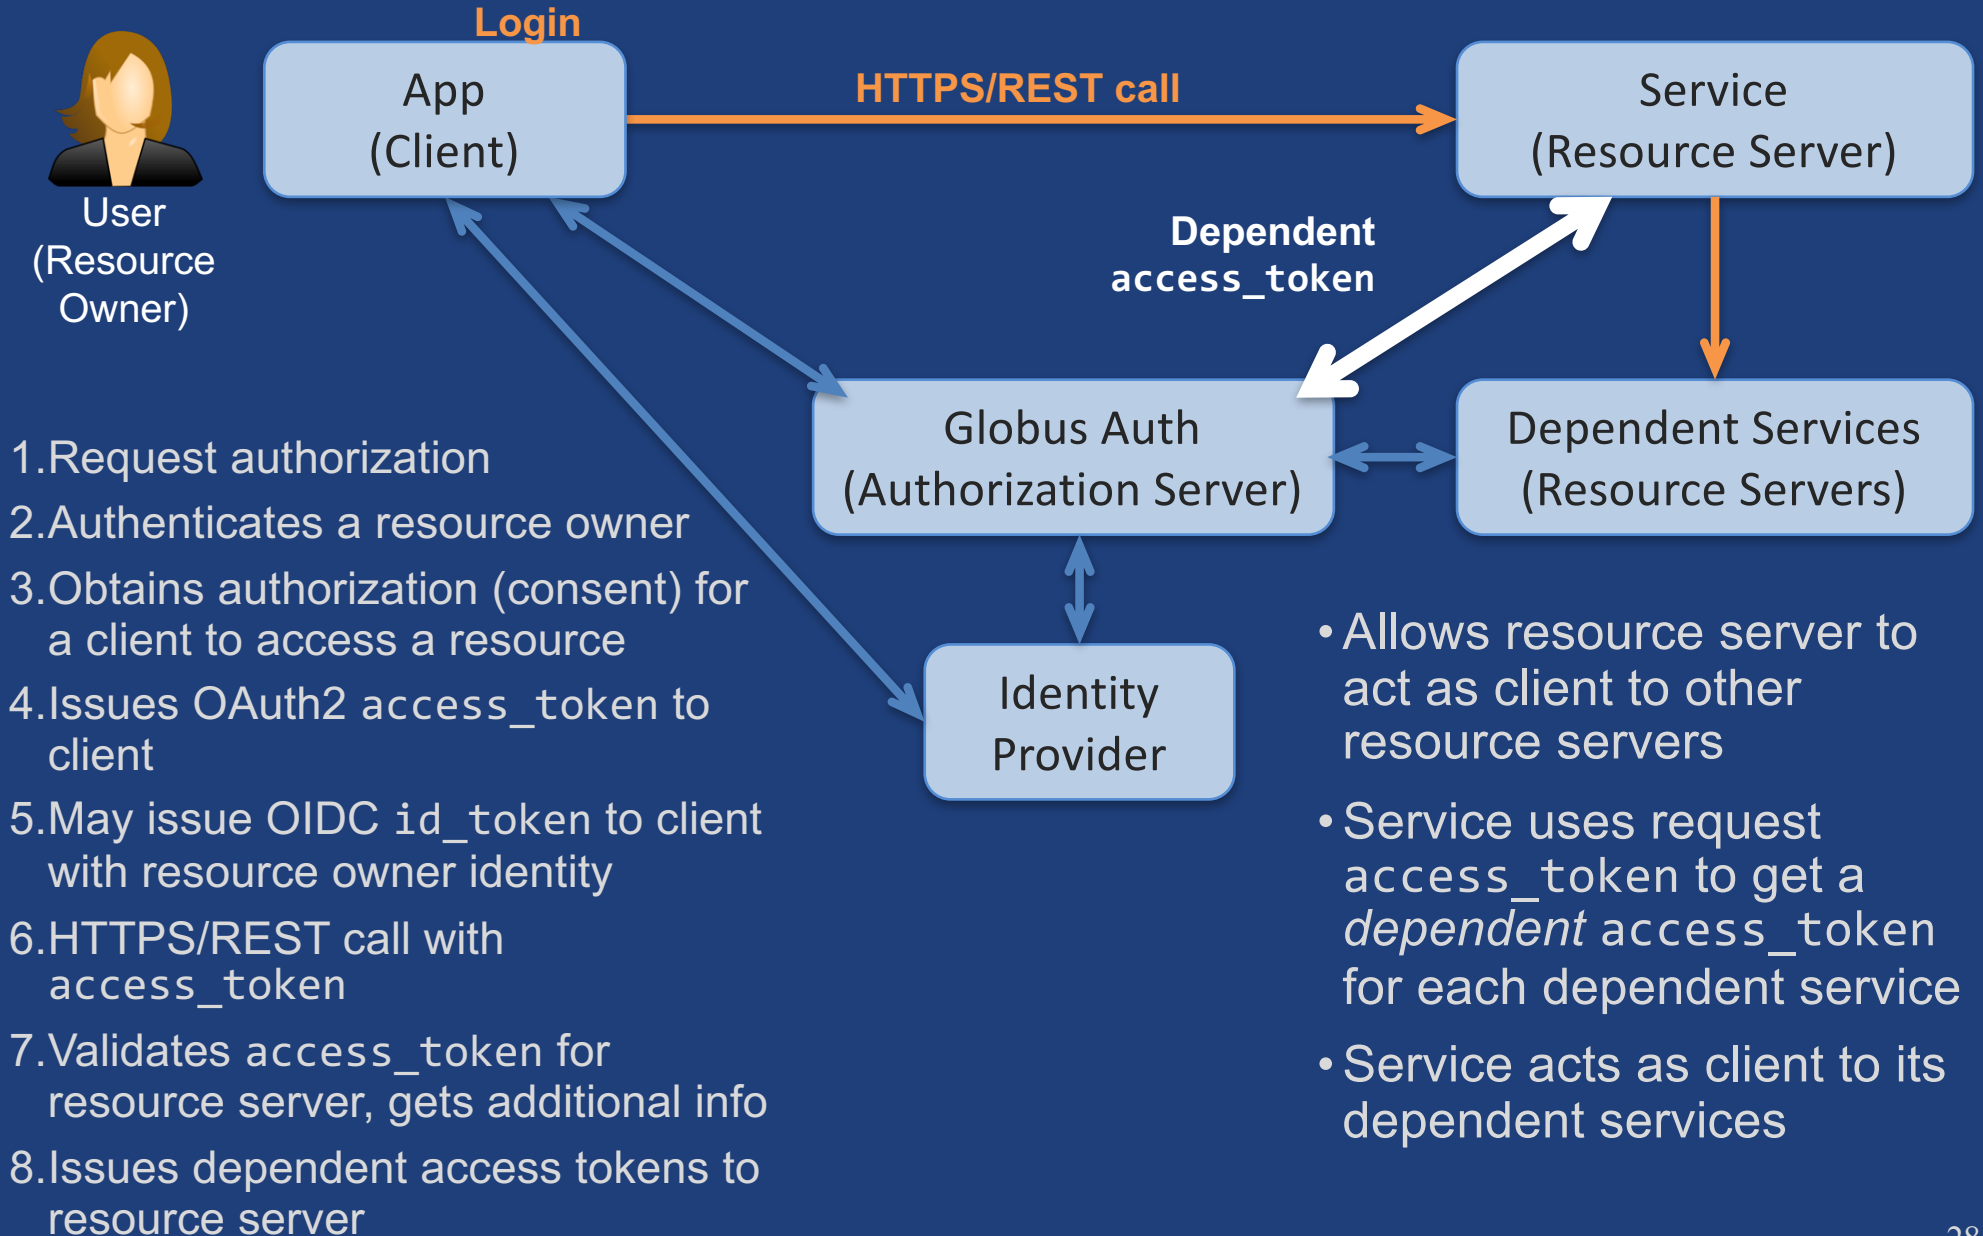 Login
App
(Client)
HTTPS/REST call
Service
(Resource Server)
User
(Resource
Owner)
Dependent
access_token
Globus Auth
(Authorization Server)
Dependent Services
(Resource Servers)
Identity
Provider
1.Request authorization
2.Authenticates a resource owner
3.Obtains authorization (consent) for
a client to access a resource
4.Issues OAuth2 access_token to
client
5.May issue OIDC id_token to client
with resource owner identity
6.HTTPS/REST call with
access_token
7.Validates access_token for
resource server, gets additional info
8.Issues dependent access tokens to
resource server
• Allows resource server to
act as client to other
resource servers
• Service uses request
access_token to get a
dependent access_token
for each dependent service
• Service acts as client to its
dependent services
28